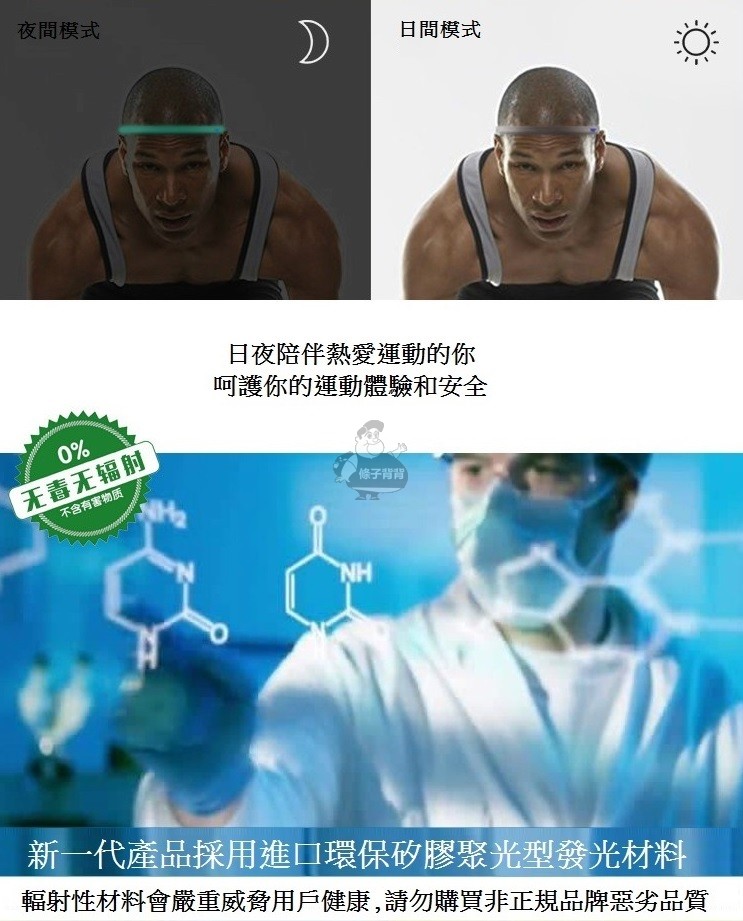 夜間模式
日間模式
日夜陪伴熱愛運動的你
呵護你的運動體驗和安全
條子背背
0%
无毒无辐射
不含有害物质
NH₂
N
N
H
O
O
NH
N
O
N
新一代產品採用進口環保矽膠聚光型發光材料
輻射性材料會嚴重威脅用戶健康,請勿購買非正規品牌惡劣品質